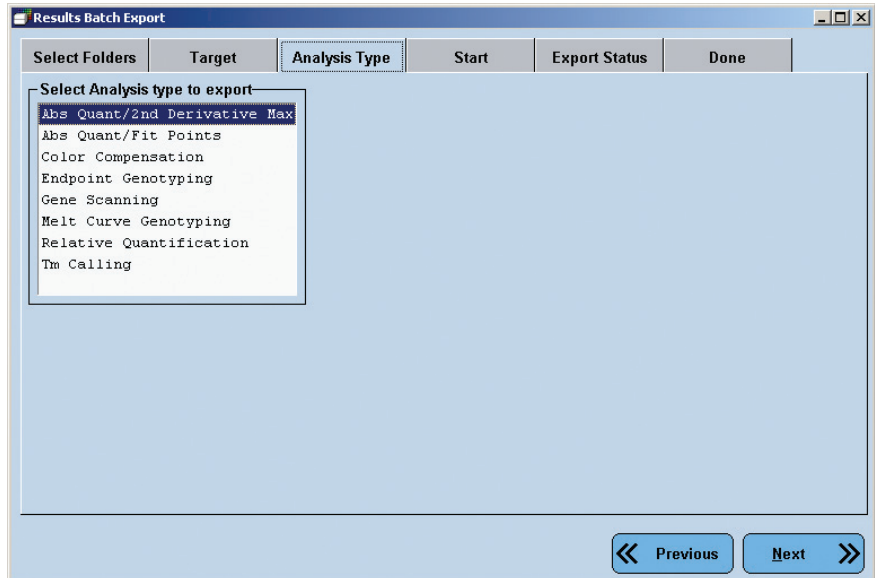 Results Batch Export
Select Folders Target Analysis Type Start Export Status Done
Select Analysis type to export
Abs Quant/2nd Derivative Max
Abs Quant/Fit Points
Color Compensation
Endpoint Genotyping
Gene Scanning
Melt Curve Genotyping
Relative Quantification
Tm Calling
Previous Next